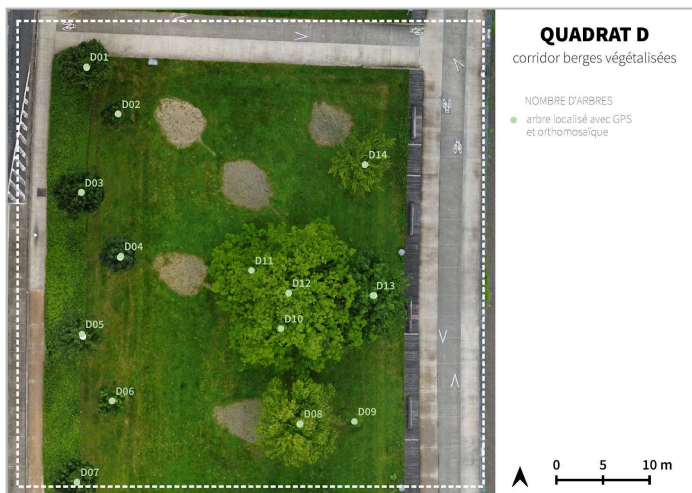 QUADRAT D
corridor berges végétalisées
NOMBRE D'ARBRES
arbre localisé avec GPS
et orthomosaïque
D01
D02
D03
D14
D04
D11
D12
D13
D10
D05
D06
D08
D09
D07
0 5 10 m